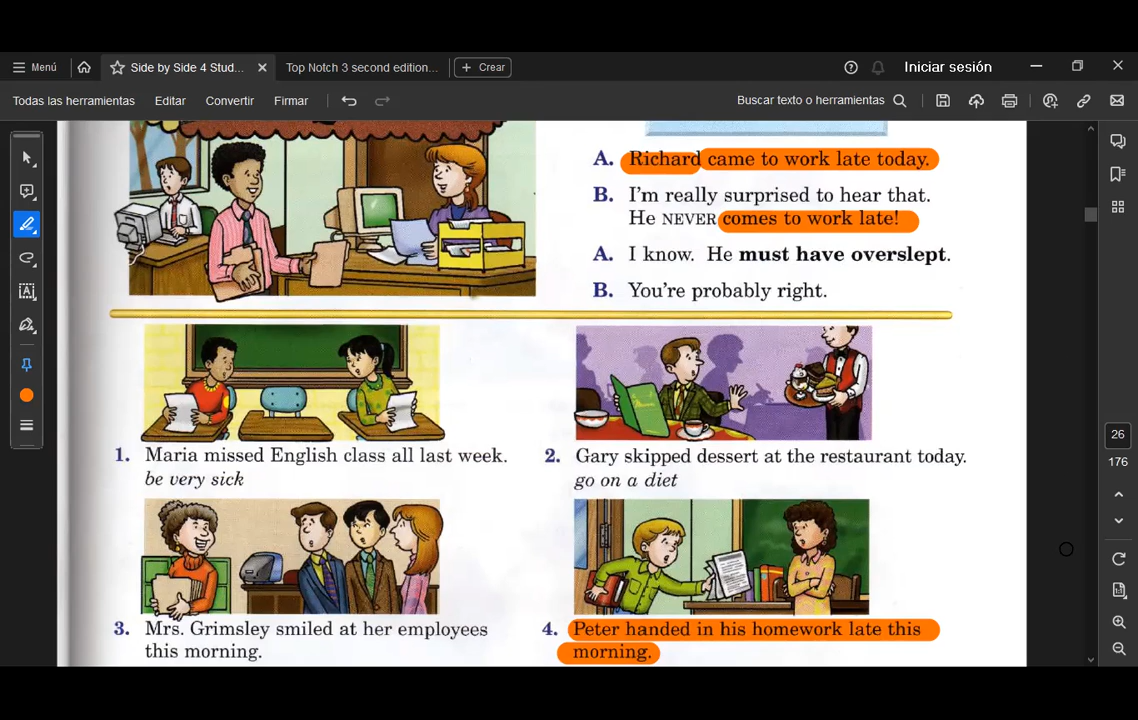 Menú
Side by Side 4 Stud...
Top Notch 3 second edition...
Crear
Iniciar sesión
Todas las herramientas
Editar
Convertir
Firmar
Buscar texto o herramientas
A. Richard came to work late today.
B. I'm really surprised to hear that.
He NEVER comes to work late!
A. I know. He must have overslept.
B. You're probably right.
1. Maria missed English class all last week.
be very sick
2. Gary skipped dessert at the restaurant today.
go on a diet
3. Mrs. Grimsley smiled at her employees
this morning.
4. Peter handed in his homework late this
morning.
26
176